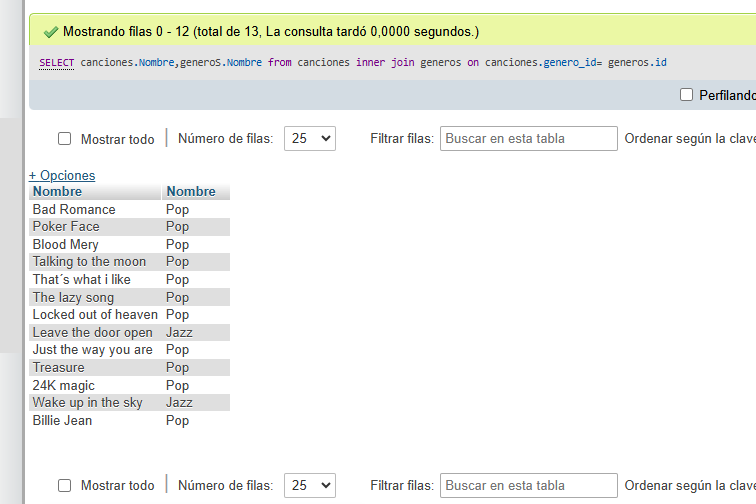 Mostrando filas 0 - 12 (total de 13, La consulta tardó 0,0000 segundos.)
SELECT canciones.Nombre,generoS.Nombre from canciones inner join generos on canciones.genero_id= generos.id
Perfilando
Mostrar todo Número de filas: 25 Filtrar filas: Buscar en esta tabla Ordenar según la clave
+ Opciones
Nombre Nombre
Bad Romance Pop
Poker Face Pop
Blood Mery Pop
Talking to the moon Pop
That´s what i like Pop
The lazy song Pop
Locked out of heaven Pop
Leave the door open Jazz
Just the way you are Pop
Treasure Pop
24K magic Pop
Wake up in the sky Jazz
Billie Jean Pop
Mostrar todo Número de filas: 25 Filtrar filas: Buscar en esta tabla Ordenar según la clave